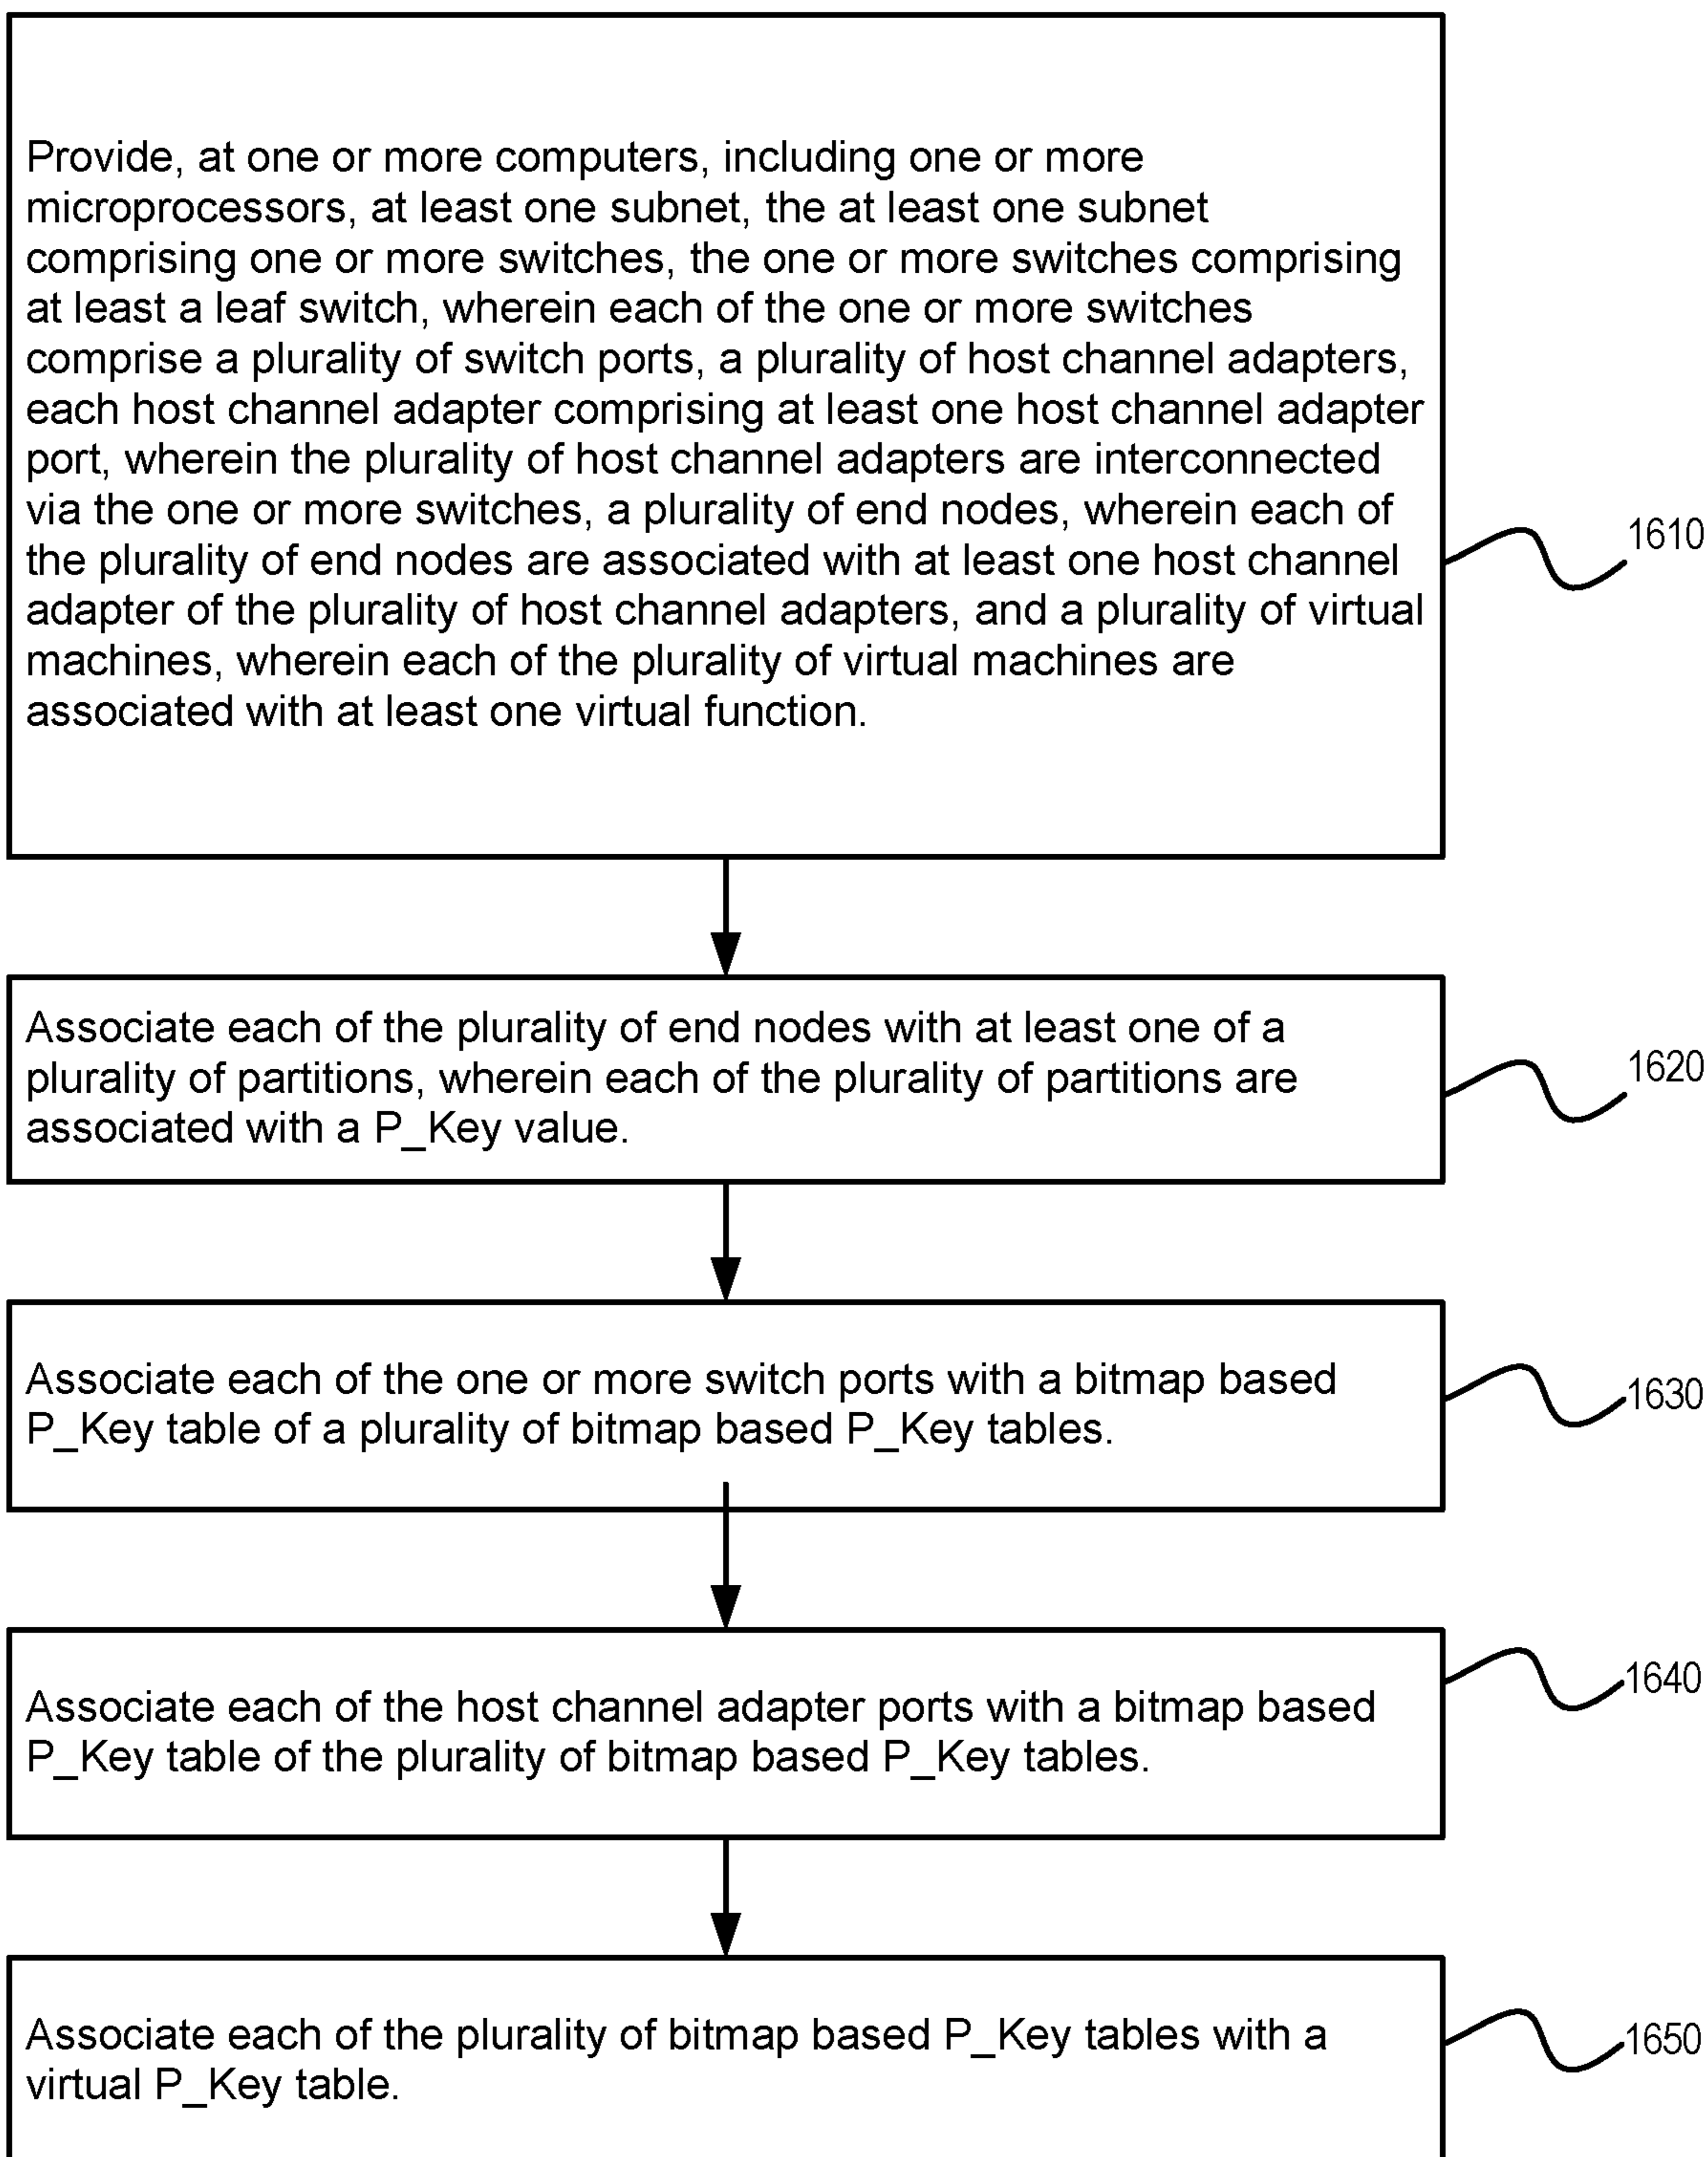 Provide, at one or more computers, including one or more
microprocessors, at least one subnet, the at least one subnet
comprising one or more switches, the one or more switches comprising
at least a leaf switch, wherein each of the one or more switches
comprise a plurality of switch ports, a plurality of host channel adapters,
each host channel adapter comprising at least one host channel adapter
port, wherein the plurality of host channel adapters are interconnected
via the one or more switches, a plurality of end nodes, wherein each of
the plurality of end nodes are associated with at least one host channel
adapter of the plurality of host channel adapters, and a plurality of virtual
machines, wherein each of the plurality of virtual machines are
associated with at least one virtual function.
1610
Associate each of the plurality of end nodes with at least one of a
plurality of partitions, wherein each of the plurality of partitions are
associated with a P_Key value.
1620
Associate each of the one or more switch ports with a bitmap based
P_Key table of a plurality of bitmap based P_Key tables.
1630
Associate each of the host channel adapter ports with a bitmap based
P_Key table of the plurality of bitmap based P_Key tables.
1640
Associate each of the plurality of bitmap based P_Key tables with a
virtual P_Key table.
1650